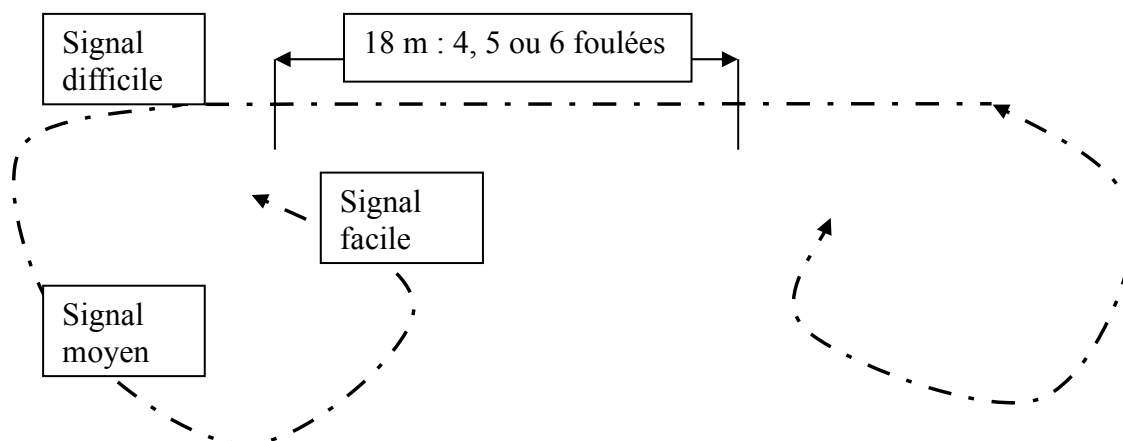 Signal
difficile
18 m : 4, 5 ou 6 foulées
Signal
facile
Signal
moyen